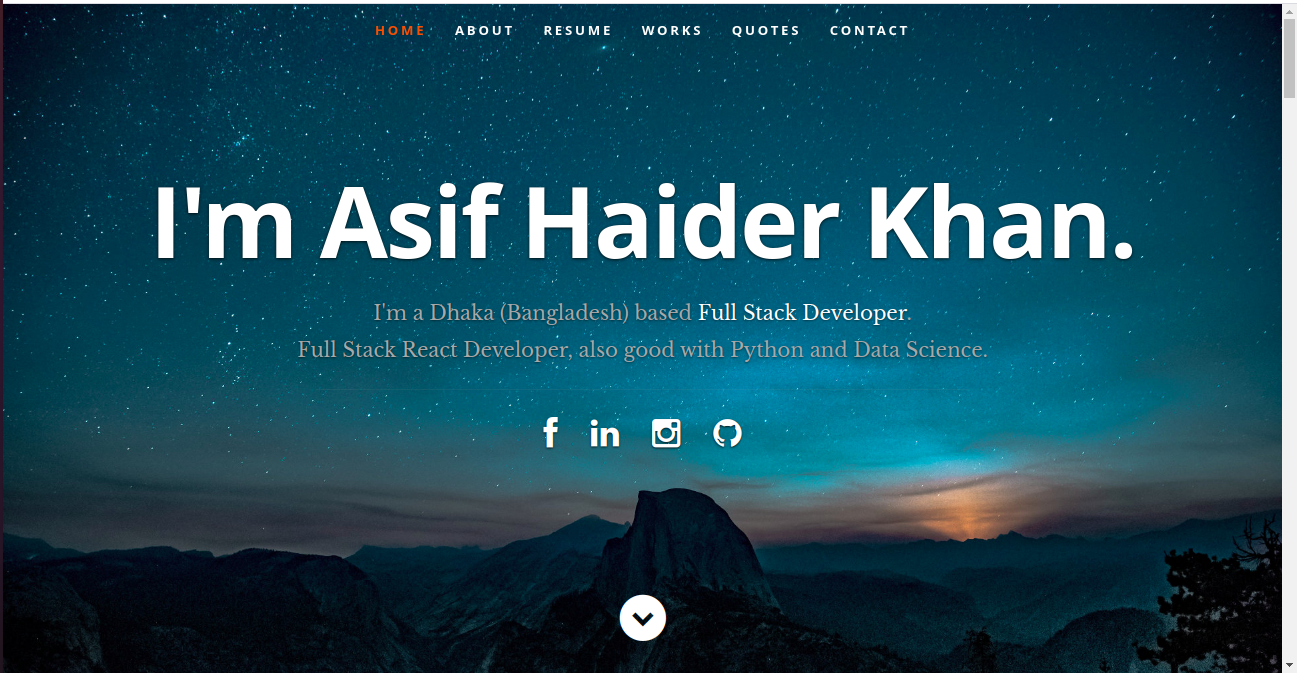 HOME ABOUT RESUME WORKS QUOTES CONTACT
I'm Asif Haider Khan.
I'm a Dhaka (Bangladesh) based Full Stack Developer.
Full Stack React Developer, also good with Python and Data Science.